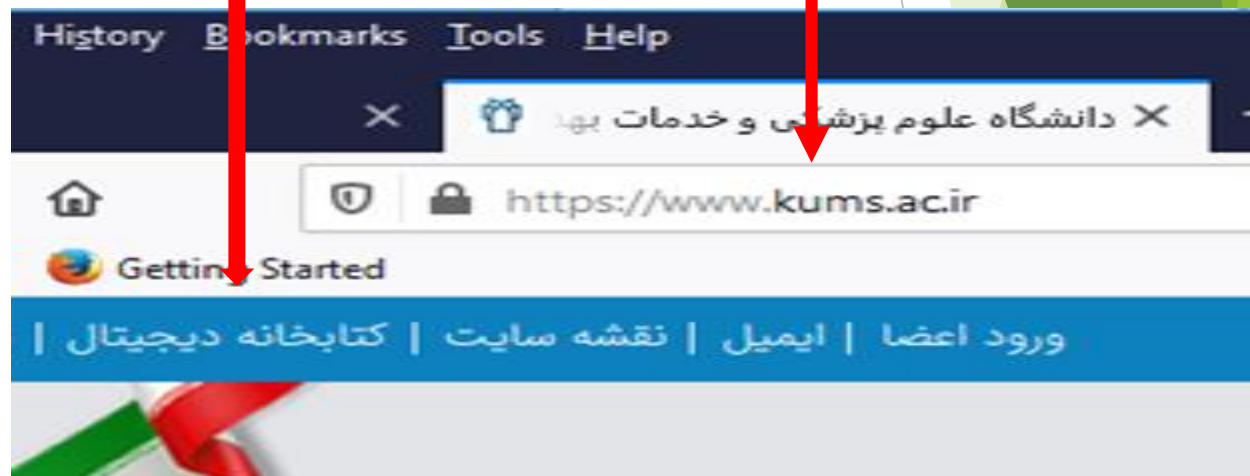 History Bookmarks Tools Help
دانشگاه علوم پزشکی و خدمات بهد
https://www.kums.ac.ir
Getting Started
ورود اعضا | ایمیل | نقشه سایت | کتابخانه دیجیتال |